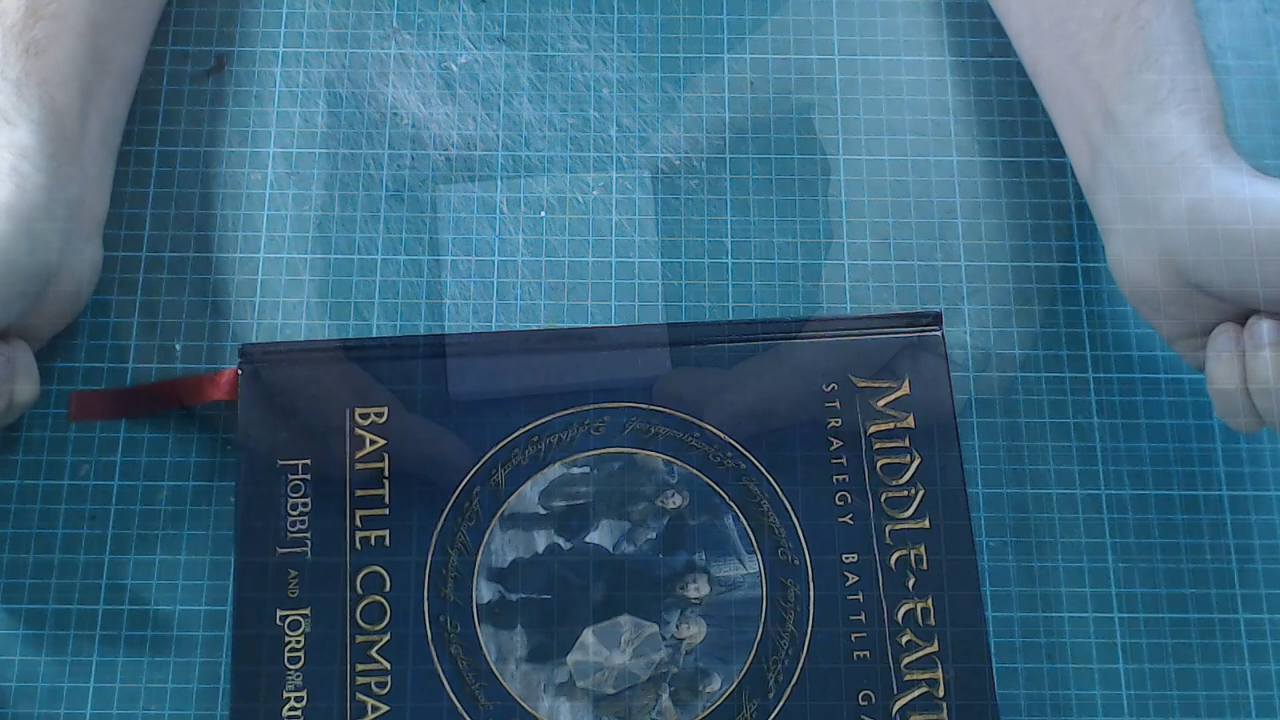 MIDDLE-EART
STRATEGY BATTLE GA
BATTLE COMPA
HOBBIT AND LORD OF THE RI